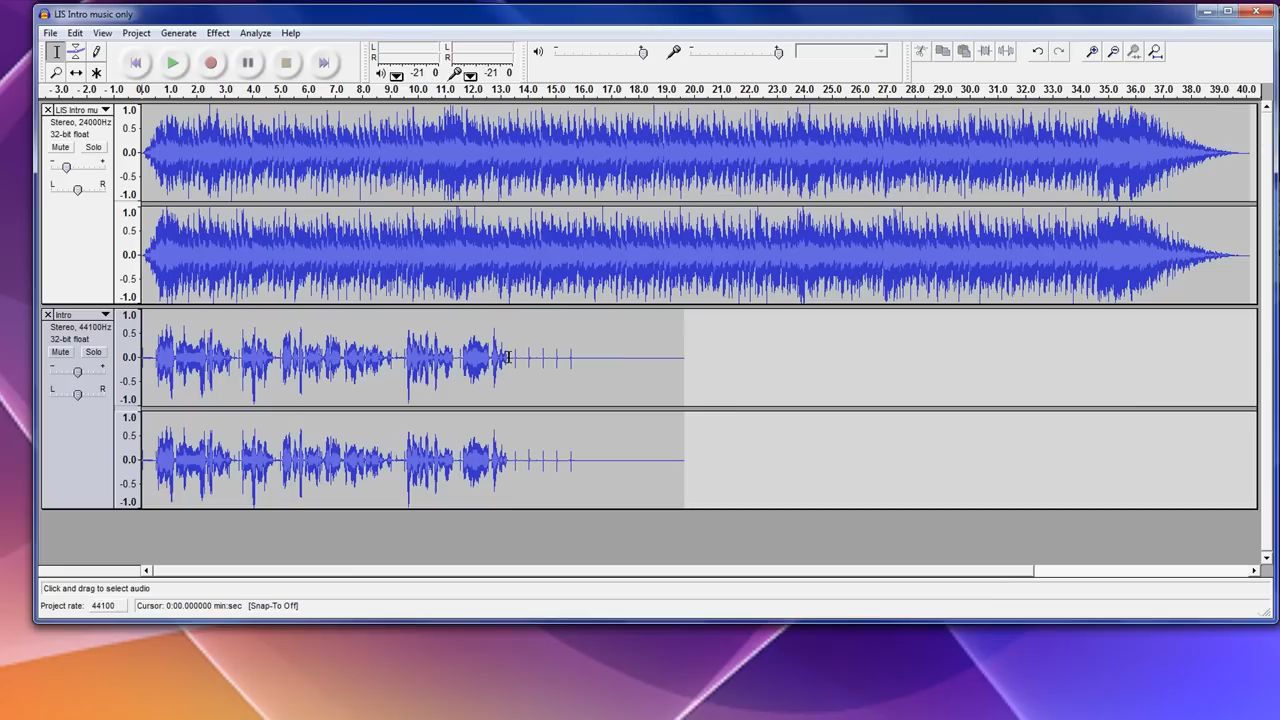 LIS Intro music only
File Edit View Project Generate Effect Analyze Help
L R -21 0 L R -21 0
-3.0 -2.0 -1.0 0.0 1.0 2.0 3.0 4.0 5.0 6.0 7.0 8.0 9.0 10.0 11.0 12.0 13.0 14.0 15.0 16.0 17.0 18.0 19.0 20.0 21.0 22.0 23.0 24.0 25.0 26.0 27.0 28.0 29.0 30.0 31.0 32.0 33.0 34.0 35.0 36.0 37.0 38.0 39.0 40.0
LIS Intro mu 1.0
Stereo, 24000Hz
32-bit float 0.5
Mute Solo 0.0
- + -0.5
L R -1.0
1.0
0.5
0.0
-0.5
-1.0
Intro 1.0
Stereo, 44100Hz 0.5
32-bit float
Mute Solo 0.0
- + -0.5
L R -1.0
1.0
0.5
0.0
-0.5
-1.0
Click and drag to select audio
Project rate: 44100 Cursor: 0:00.000000 min:sec [Snap-To Off]